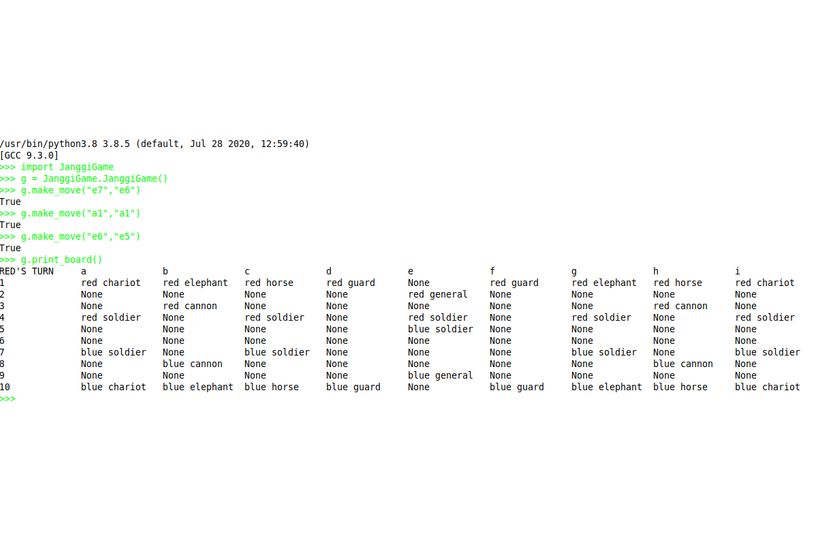 /usr/bin/python3.8 3.8.5 (default, Jul 28 2020, 12:59:40)
[GCC 9.3.0]
>>> import JanggiGame
>>> g = JanggiGame.JanggiGame()
>>> g.make_move("e7","e6")
True
>>> g.make_move("a1","a1")
True
>>> g.make_move("e6","e5")
True
>>> g.print_board()
RED'S TURN a b c d e f g h i
1 red chariot red elephant red horse red guard None red guard red elephant red horse red chariot
2 None None None None red general None None None None
3 None red cannon None None None None None red cannon None
4 red soldier None red soldier None red soldier None red soldier None red soldier
5 None None None None blue soldier None None None None
6 None None None None None None None None None
7 blue soldier None blue soldier None None None blue soldier None blue soldier
8 None blue cannon None None None None None blue cannon None
9 None None None None blue general None None None None
10 blue chariot blue elephant blue horse blue guard None blue guard blue elephant blue horse blue chariot
>>>